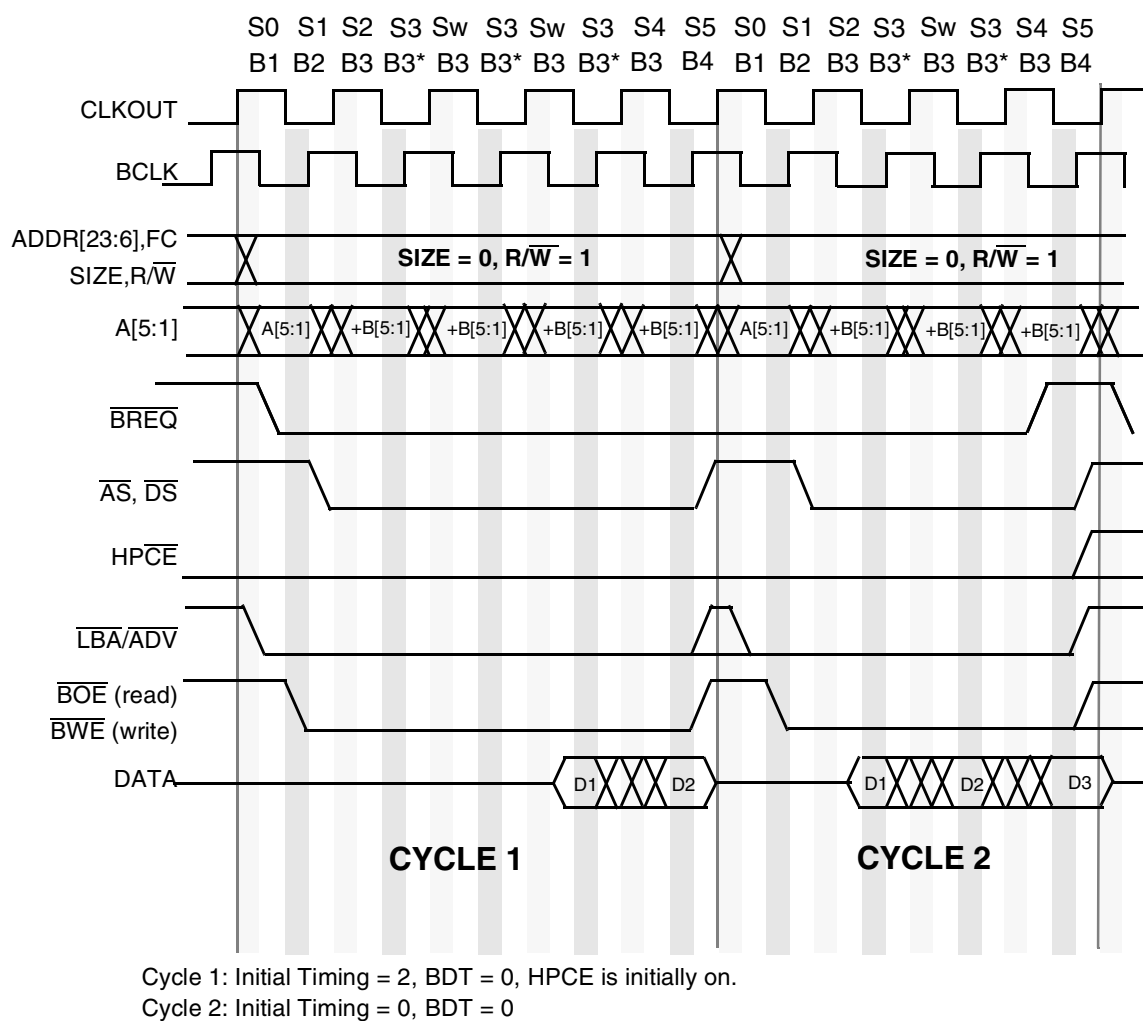 S0 S1 S2 S3 Sw S3 Sw S3 S4 S5 S0 S1 S2 S3 Sw S3 S4 S5
B1 B2 B3 B3* B3 B3* B3 B3* B3 B4 B1 B2 B3 B3* B3 B3* B3 B4
CLKOUT
BCLK
ADDR[23:6],FC
SIZE = 0, R/W = 1 SIZE = 0, R/W = 1
SIZE,R/W
A[5:1] A[5:1] +B[5:1] +B[5:1] +B[5:1] +B[5:1] A[5:1] +B[5:1] +B[5:1] +B[5:1]
BREQ
AS, DS
HPCE
LBA/ADV
BOE (read)
BWE (write)
DATA D1 D2 D1 D2 D3
CYCLE 1 CYCLE 2
Cycle 1: Initial Timing = 2, BDT = 0, HPCE is initially on.
Cycle 2: Initial Timing = 0, BDT = 0